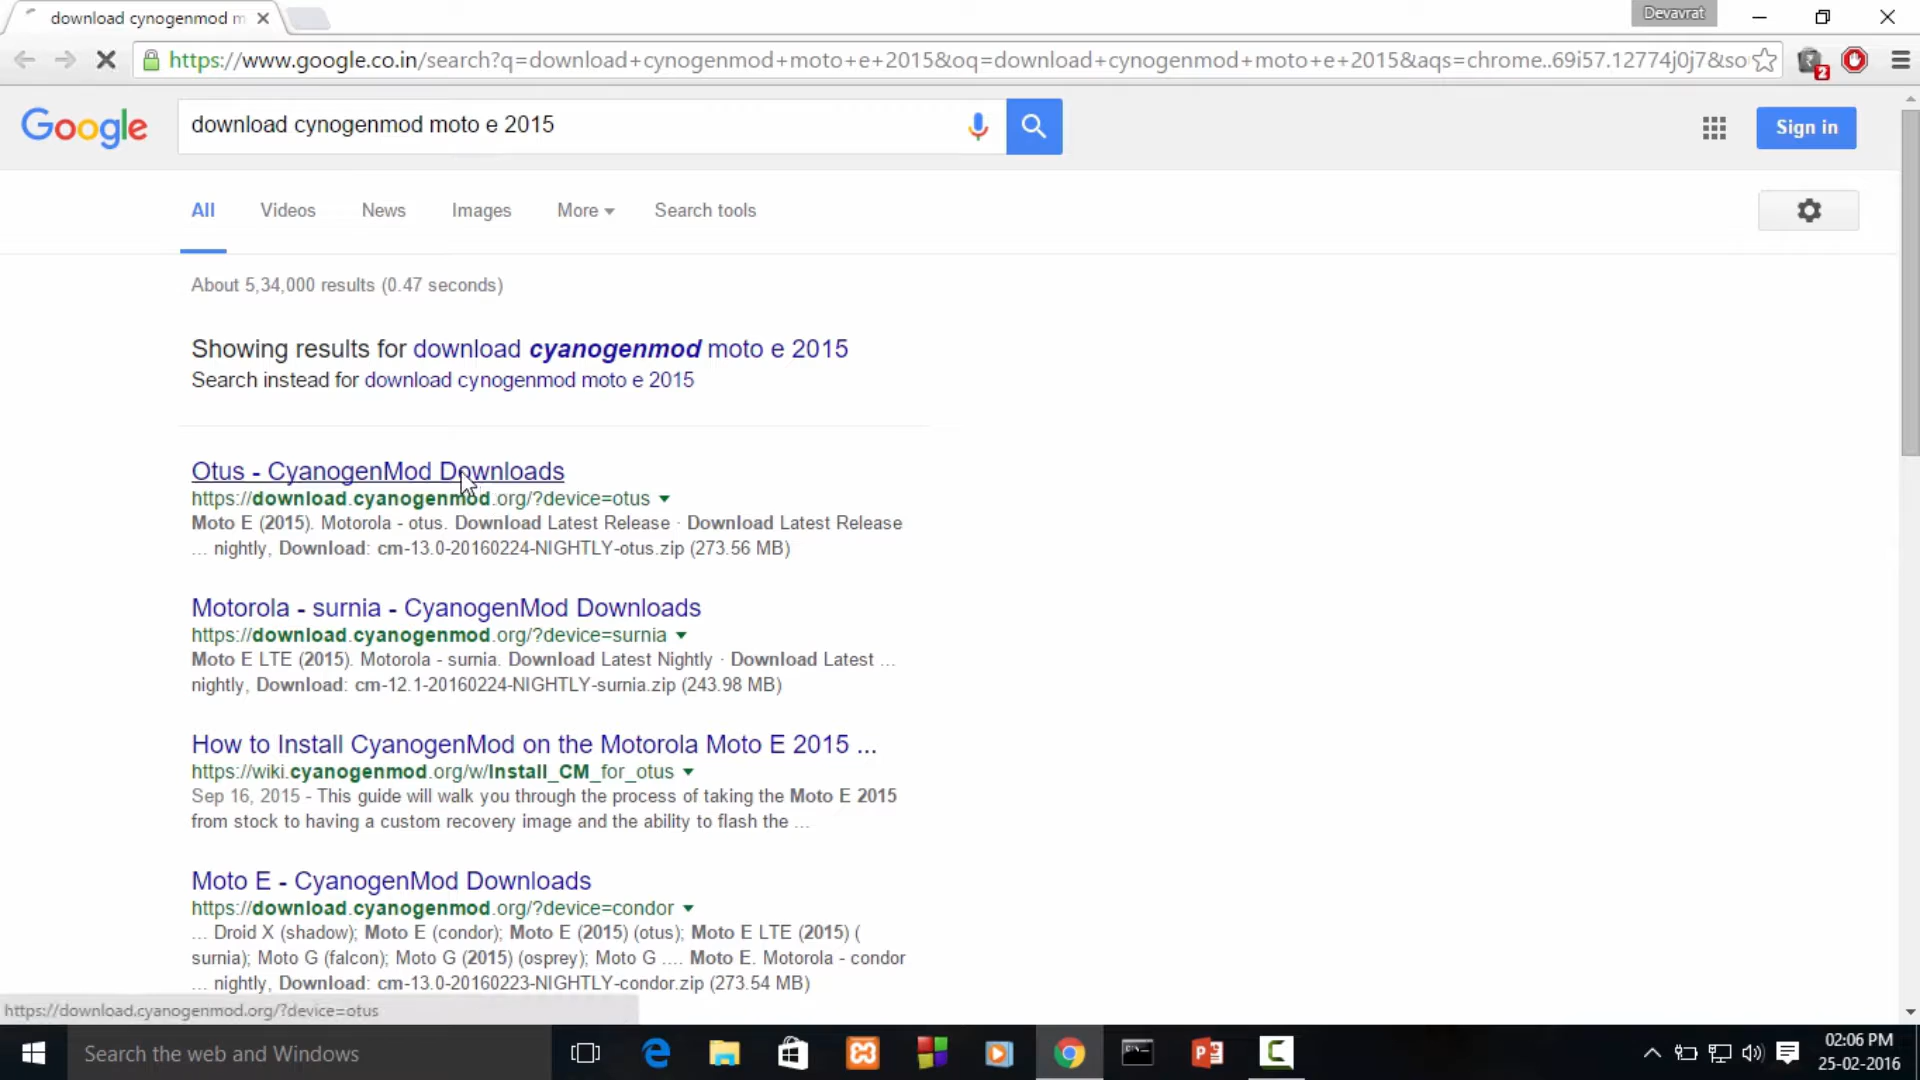 download cynogenmod m
Devavrat
https://www.google.co.in/search?q=download+cynogenmod+moto+e+2015&oq=download+cynogenmod+moto+e+2015&aqs=chrome..69i57.12774j0j7&so
2
Google
download cynogenmod moto e 2015
Sign in
All Videos News Images More Search tools
About 5,34,000 results (0.47 seconds)
Showing results for download cyanogenmod moto e 2015
Search instead for download cynogenmod moto e 2015
Otus - CyanogenMod Downloads
https://download.cyanogenmod.org/?device=otus
Moto E (2015). Motorola - otus. Download Latest Release · Download Latest Release
... nightly, Download: cm-13.0-20160224-NIGHTLY-otus.zip (273.56 MB)
Motorola - surnia - CyanogenMod Downloads
https://download.cyanogenmod.org/?device=surnia
Moto E LTE (2015). Motorola - surnia. Download Latest Nightly · Download Latest ...
nightly, Download: cm-12.1-20160224-NIGHTLY-surnia.zip (243.98 MB)
How to Install CyanogenMod on the Motorola Moto E 2015 ...
https://wiki.cyanogenmod.org/w/Install_CM_for_otus
Sep 16, 2015 - This guide will walk you through the process of taking the Moto E 2015
from stock to having a custom recovery image and the ability to flash the ...
Moto E - CyanogenMod Downloads
https://download.cyanogenmod.org/?device=condor
... Droid X (shadow); Moto E (condor); Moto E (2015) (otus); Moto E LTE (2015) (
surnia); Moto G (falcon); Moto G (2015) (osprey); Moto G .... Moto E. Motorola - condor
... nightly, Download: cm-13.0-20160223-NIGHTLY-condor.zip (273.54 MB)
https://download.cyanogenmod.org/?device=otus
Search the web and Windows
02:06 PM
25-02-2016